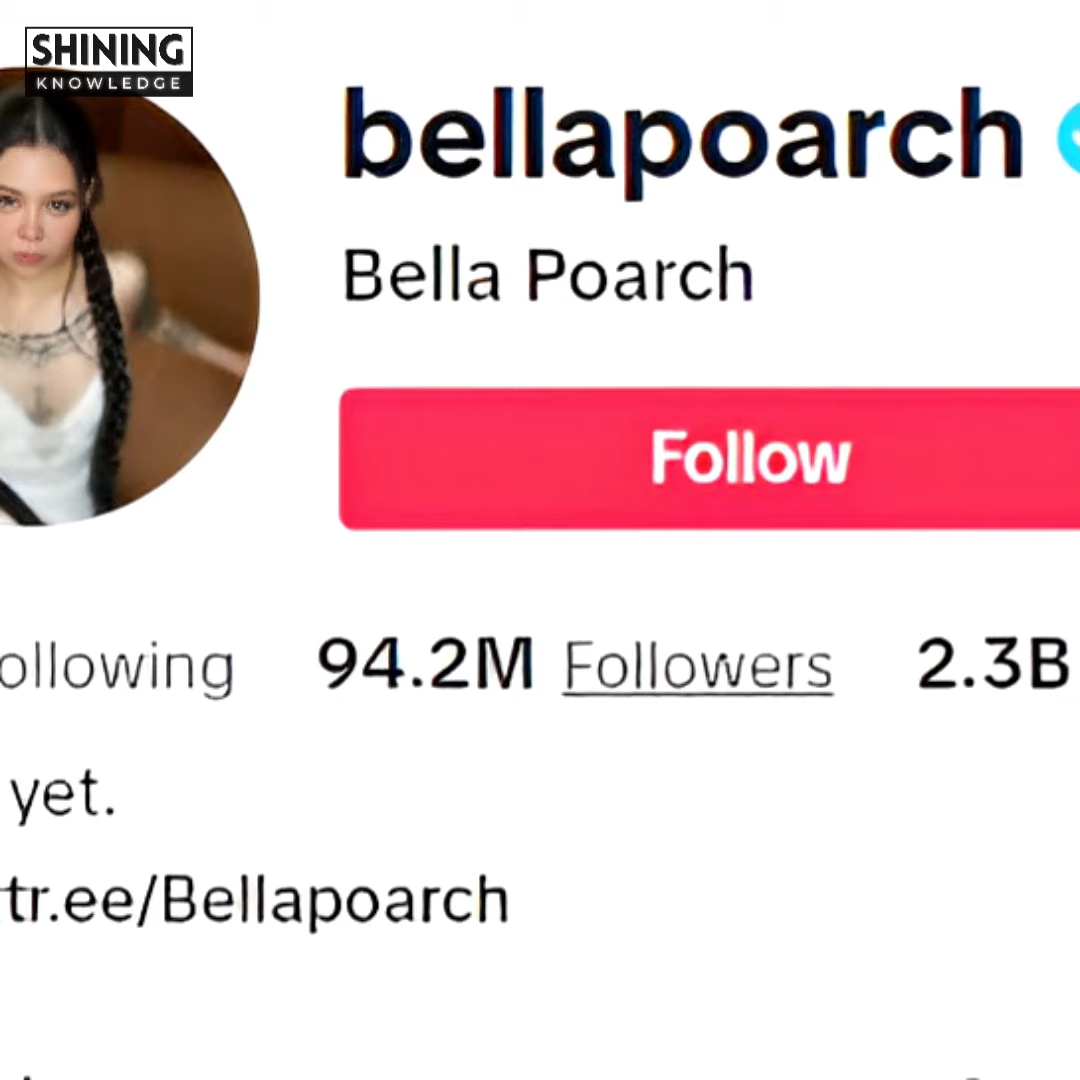 SHINING
KNOWLEDGE
bellapoarch
Bella Poarch
Follow
ollowing 94.2M Followers 2.3B
yet.
tr.ee/Bellapoarch